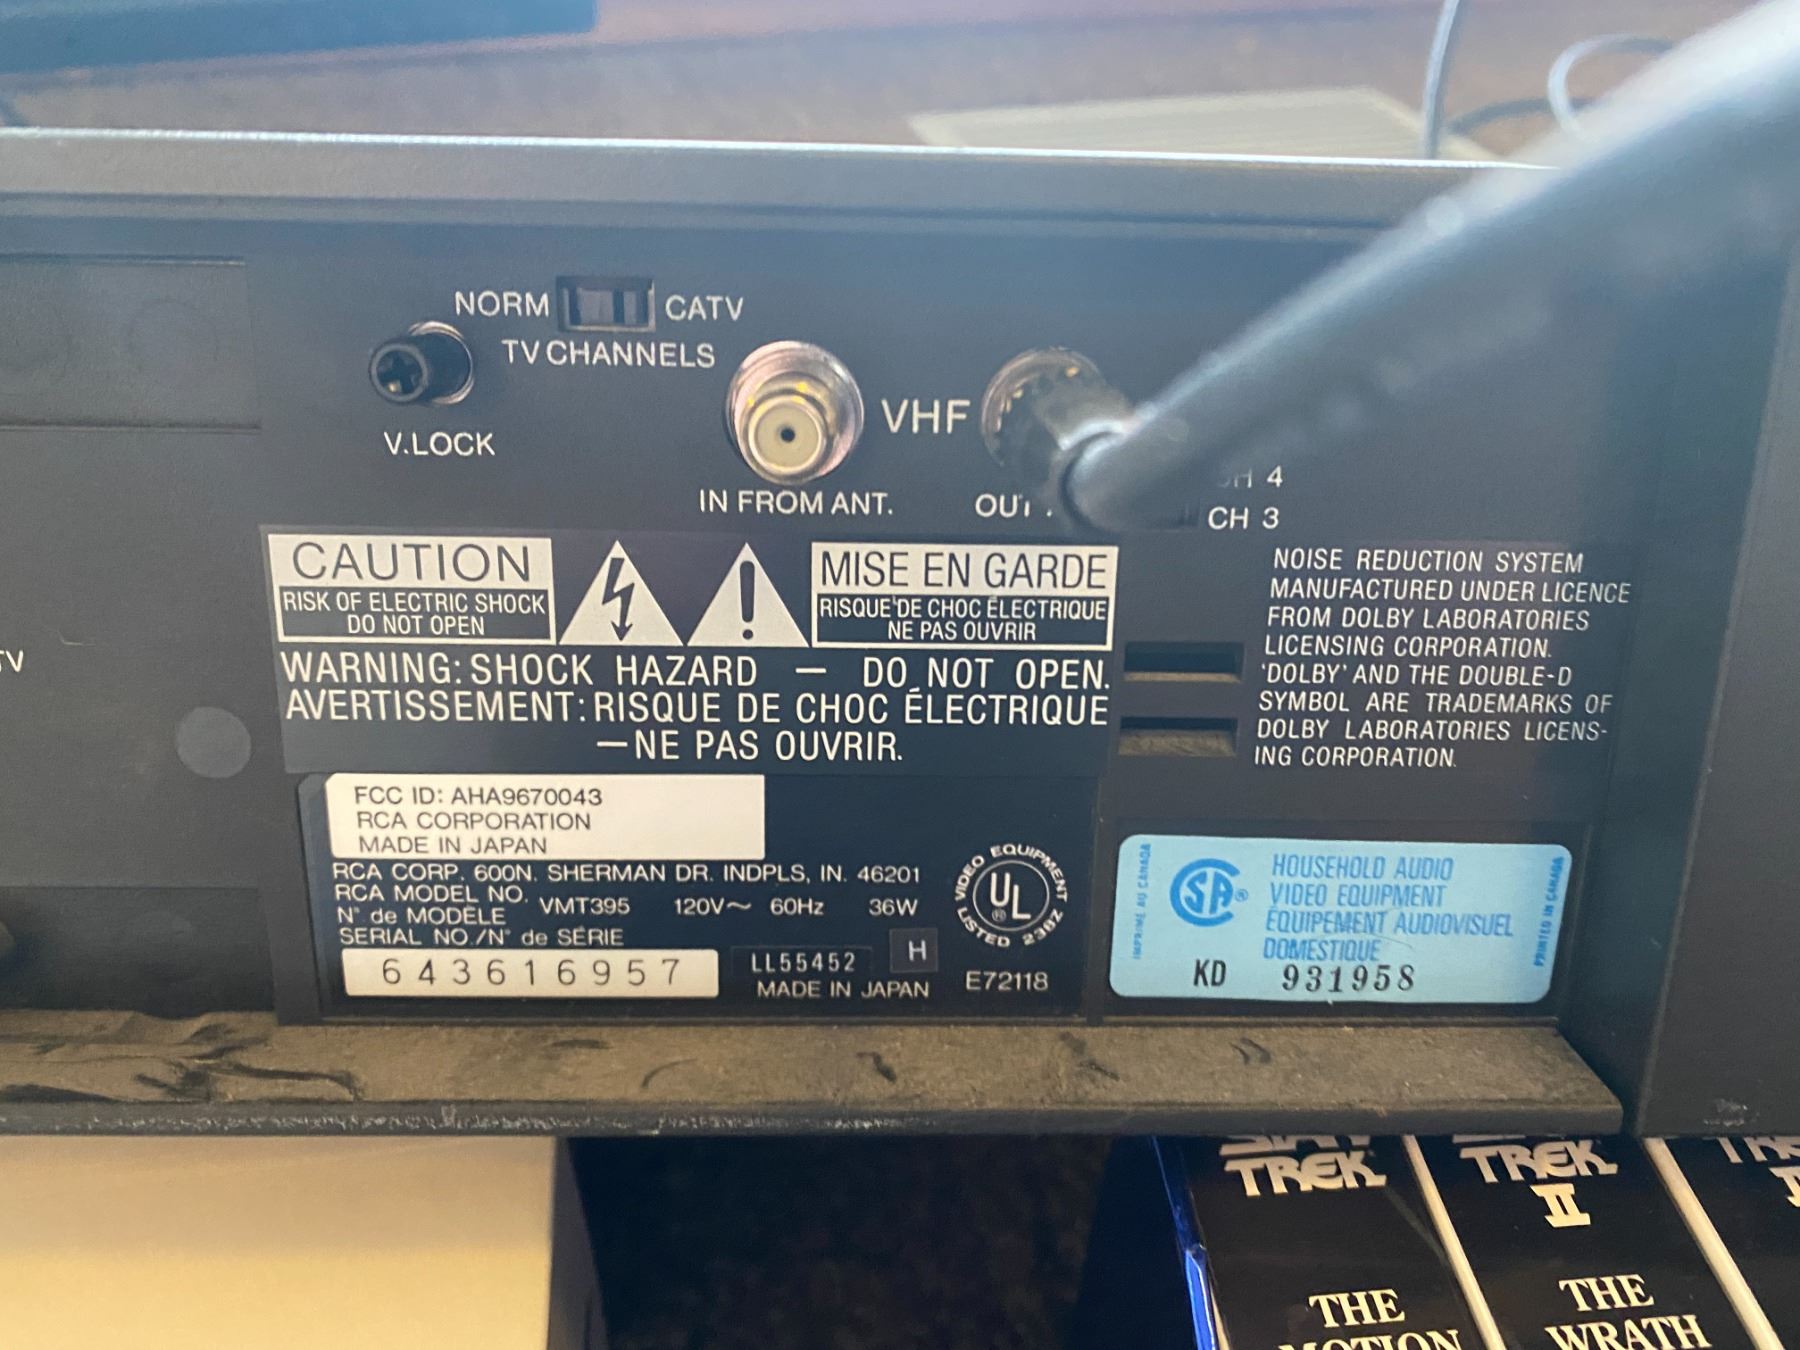 NORM CATV
TV CHANNELS
V.LOCK
VHF
IN FROM ANT.
4
CH 3
TV
CAUTION
RISK OF ELECTRIC SHOCK
DO NOT OPEN
MISE EN GARDE
RISQUE DE CHOC ÉLECTRIQUE
NE PAS OUVRIR
WARNING: SHOCK HAZARD — DO NOT OPEN.
AVERTISSEMENT: RISQUE DE CHOC ÉLECTRIQUE
—NE PAS OUVRIR.
NOISE REDUCTION SYSTEM
MANUFACTURED UNDER LICENCE
FROM DOLBY LABORATORIES
LICENSING CORPORATION.
'DOLBY' AND THE DOUBLE-D
SYMBOL ARE TRADEMARKS OF
DOLBY LABORATORIES LICENS-
ING CORPORATION.
FCC ID: AHA9670043
RCA CORPORATION
MADE IN JAPAN
RCA CORP. 600N. SHERMAN DR. INDPLS, IN. 46201
RCA MODEL NO.
N° de MODÈLE VMT395 120V~ 60Hz 36W
SERIAL NO./N° de SÉRIE
643616957
LL55452 H
MADE IN JAPAN
VIDEO EQUIPMENT
UL ®
LISTED 23BZ
E72118
IMPRIMÉ AU CANADA
SA ®
HOUSEHOLD AUDIO
VIDEO EQUIPMENT
ÉQUIPEMENT AUDIOVISUEL
DOMESTIQUE
KD 931958
PRINTED IN CANADA
STAR
TREK
THE
MOTION
TREK
II
THE
WRATH